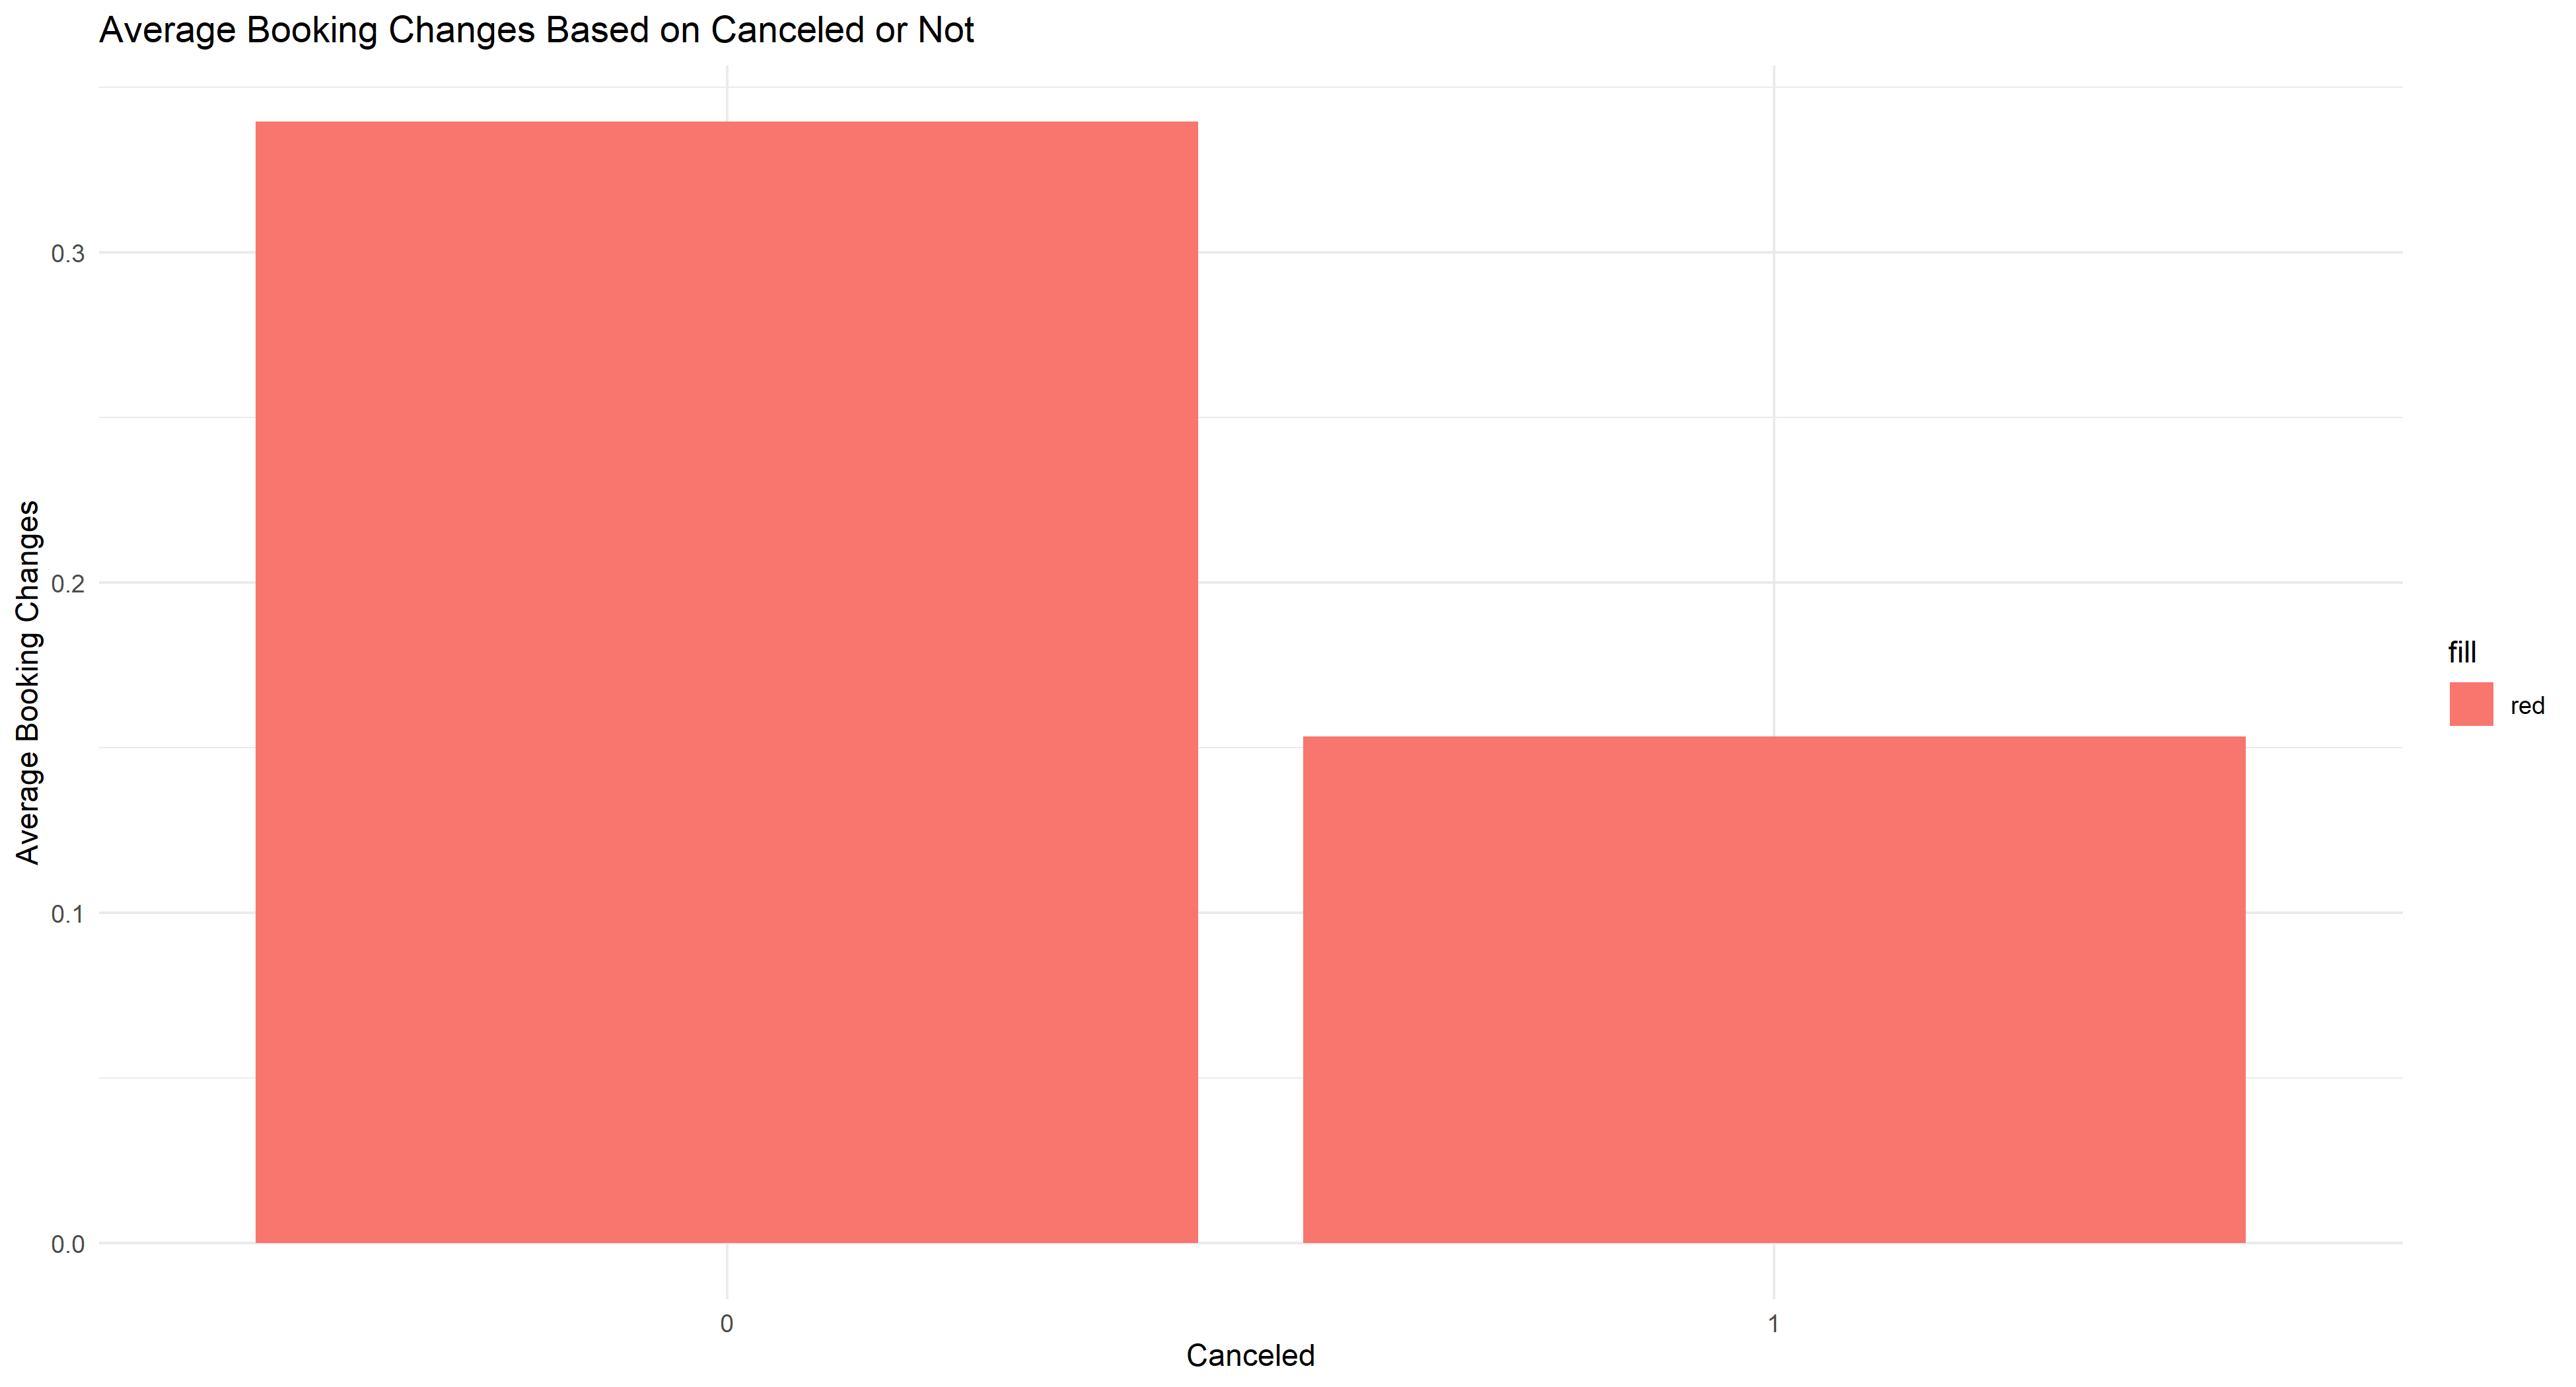 Average Booking Changes Based on Canceled or Not
Average Booking Changes
0.3
0.2
0.1
0.0
0
1
Canceled
fill
red